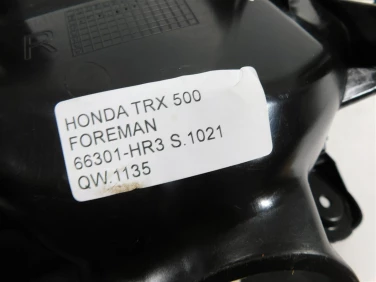 HONDA TRX 500
FOREMAN
66301-HR3 S.1021
QW.1135